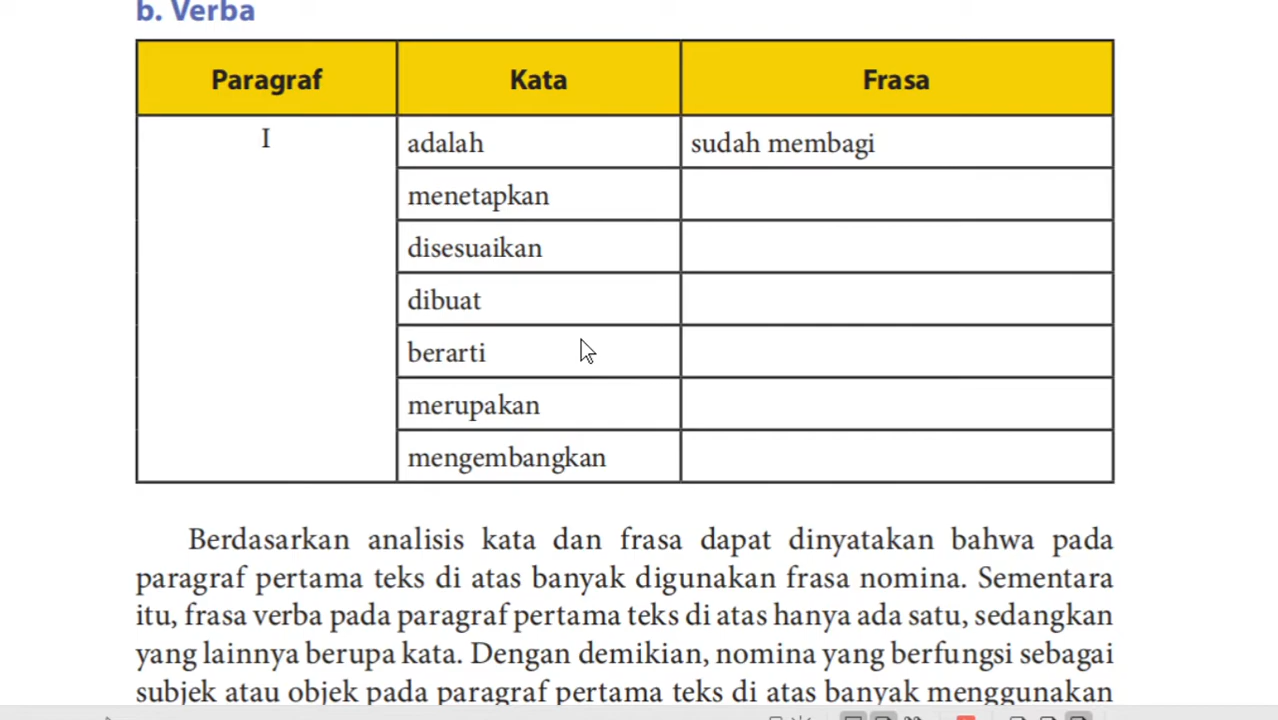 b. Verba
Paragraf Kata Frasa
I adalah sudah membagi
menetapkan
disesuaikan
dibuat
berarti
merupakan
mengembangkan
Berdasarkan analisis kata dan frasa dapat dinyatakan bahwa pada
paragraf pertama teks di atas banyak digunakan frasa nomina. Sementara
itu, frasa verba pada paragraf pertama teks di atas hanya ada satu, sedangkan
yang lainnya berupa kata. Dengan demikian, nomina yang berfungsi sebagai
subjek atau objek pada paragraf pertama teks di atas banyak menggunakan